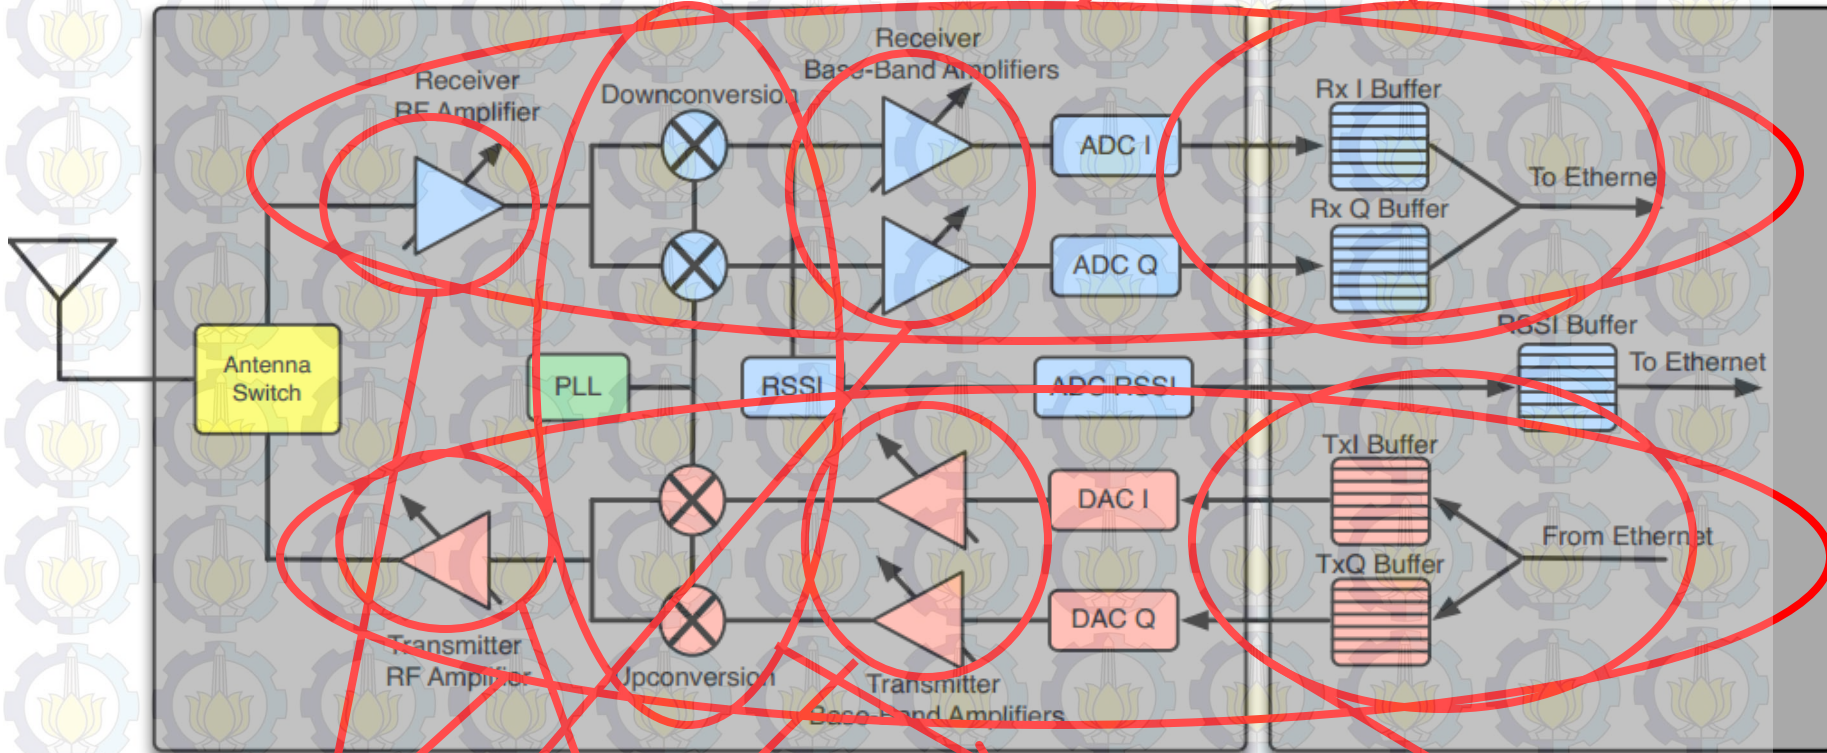 Receiver
Base-Band Amplifiers
Receiver
RF Amplifier
Downconversion
Rx I Buffer
ADC I
To Etherne
Rx Q Buffer
ADC Q
RSSI Buffer
To Ethernet
Antenna
Switch
PLL
RSSI
ADC RSSI
TxI Buffer
DAC I
From Ethernet
TxQ Buffer
DAC Q
Transmitter
RF Amplifier
Upconversion
Transmitter
Base-Band Amplifiers